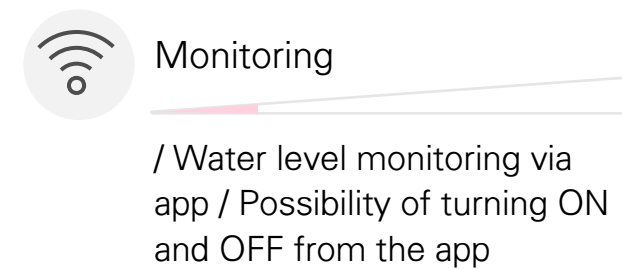 Monitoring
/ Water level monitoring via
app / Possibility of turning ON
and OFF from the app